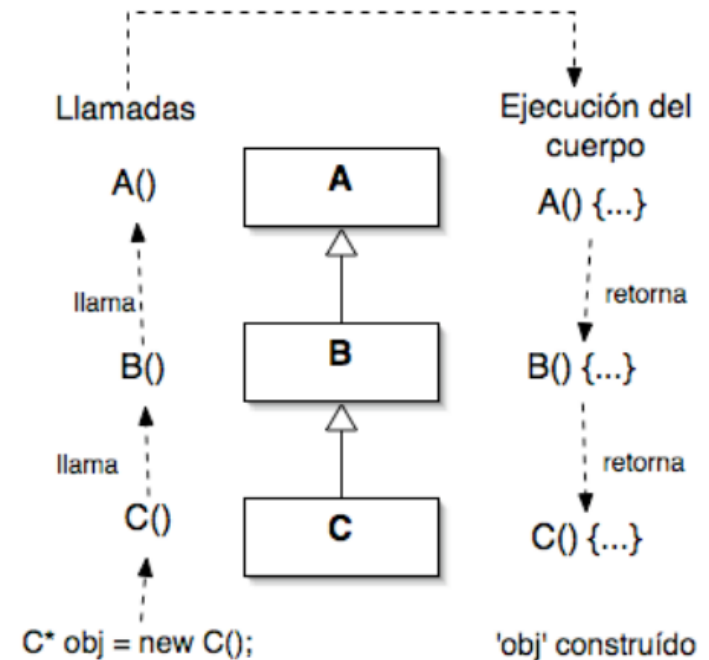 Llamadas
Ejecución del
cuerpo
A()
A
A() {...}
llama
retorna
B()
B
B() {...}
llama
retorna
C()
C
C() {...}
C* obj = new C();
'obj' construído